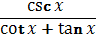 csc x
cot x + tan x